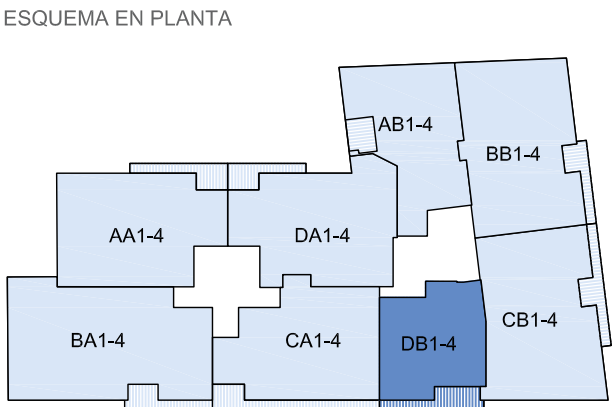 ESQUEMA EN PLANTA
AB1-4
BB1-4
AA1-4
DA1-4
CB1-4
BA1-4
CA1-4
DB1-4